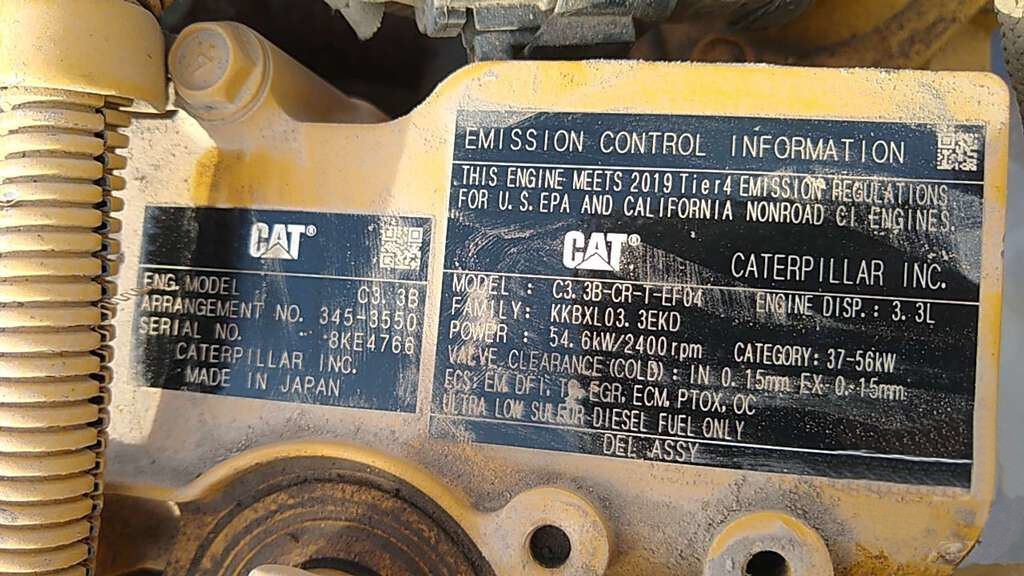 CAT®
ENG. MODEL C3.3B
ARRANGEMENT NO. 345-3550
SERIAL NO. 8KE4766
CATERPILLAR INC.
MADE IN JAPAN
EMISSION CONTROL INFORMATION
THIS ENGINE MEETS 2019 Tier4 EMISSION REGULATIONS
FOR U.S.EPA AND CALIFORNIA NONROAD CI ENGINES
CAT®
CATERPILLAR INC.
MODEL : C3.3B-CR-T-EF04 ENGINE DISP.: 3.3L
FAMILY: KKBXL03.3EKD
POWER : 54.6kW/2400rpm CATEGORY: 37-56kW
VALVE CLEARANCE(COLD): IN 0.15mm EX 0.15mm
ECS: EM, DFI, TC, EGR, ECM, PTOX, OC
ULTRA LOW SULFUR DIESEL FUEL ONLY
DEL ASSY